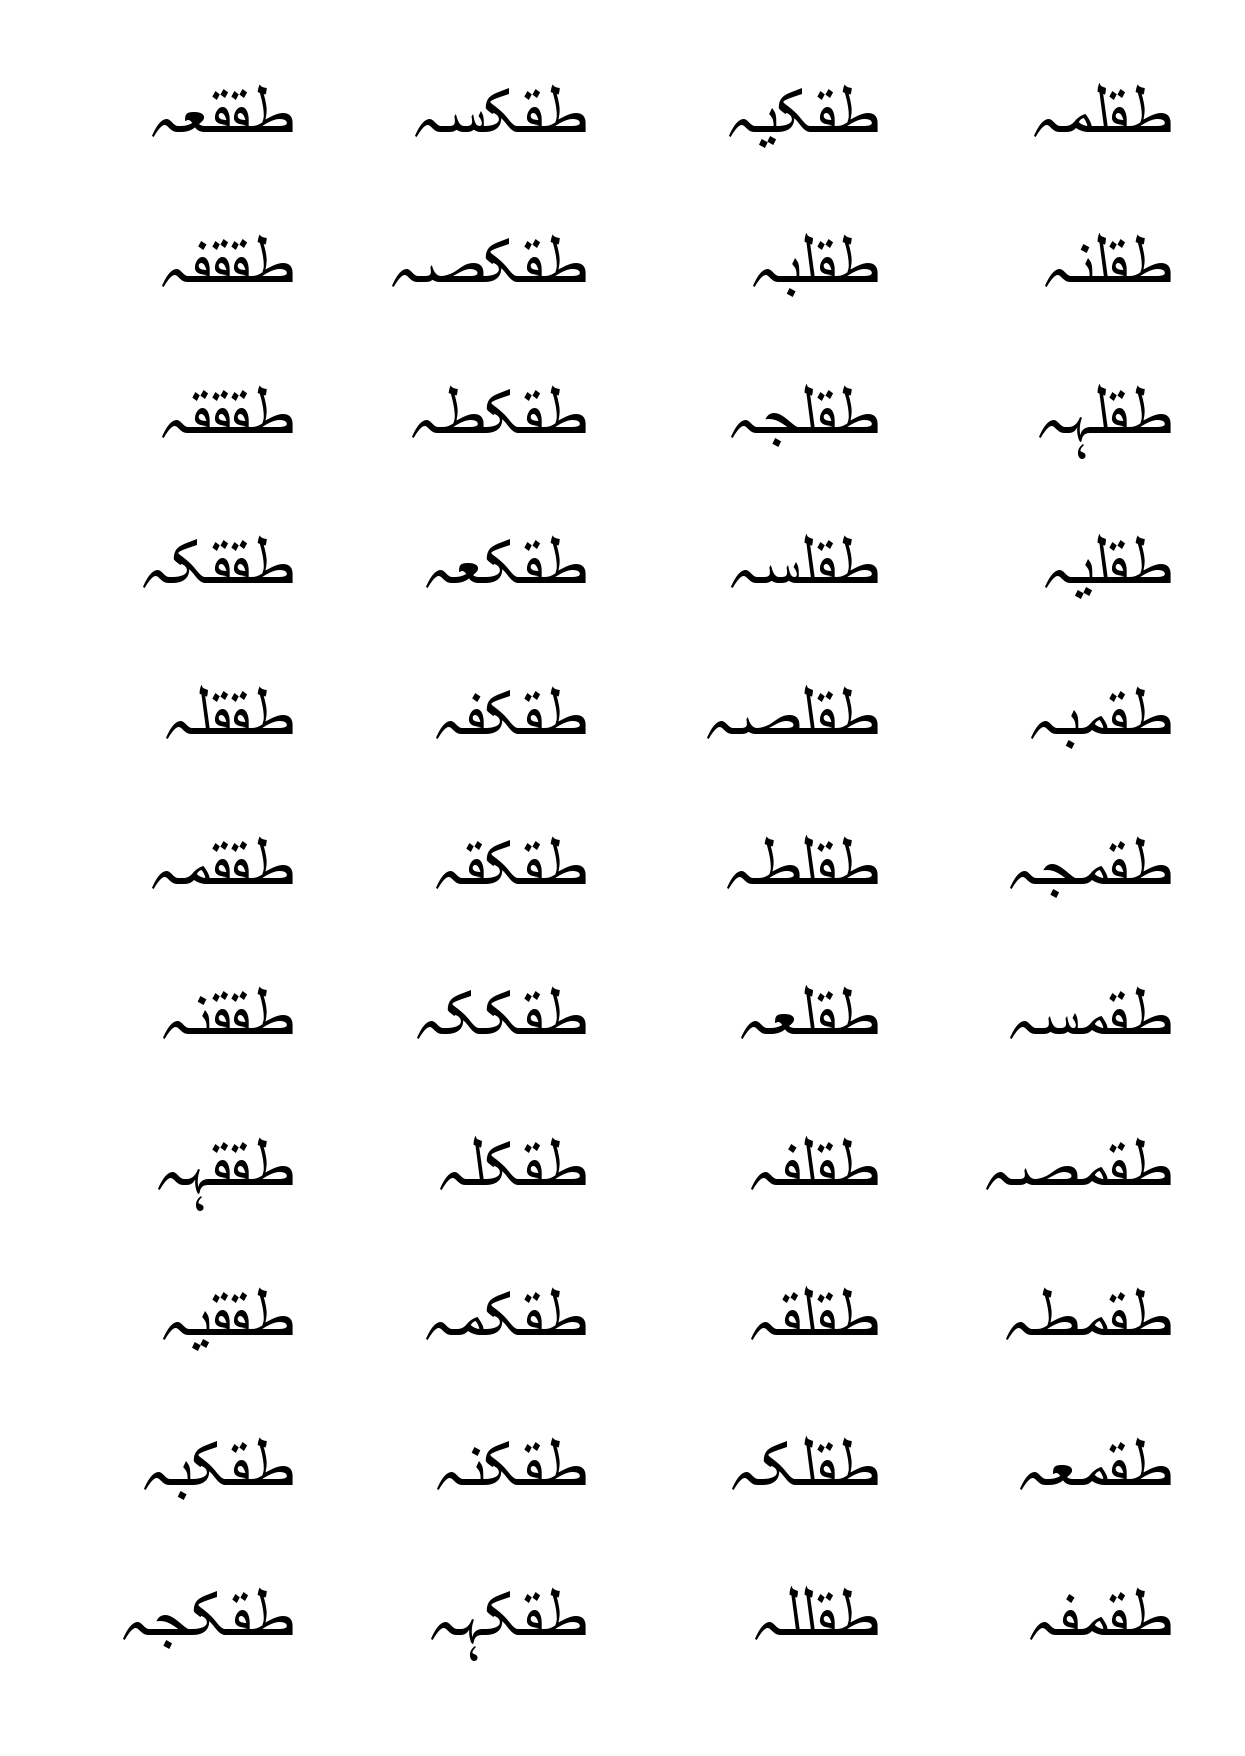 طقلمہ طقکیہ طقکسہ طققعہ
طقلنہ طقلبہ طقکصہ طققفہ
طقلہہ طقلجہ طقکطہ طقققہ
طقلیہ طقلسہ طقکعہ طققکہ
طقمبہ طقلصہ طقکفہ طققلہ
طقمجہ طقلطہ طقکقہ طققمہ
طقمسہ طقلعہ طقککہ طققنہ
طقمصہ طقلفہ طقکلہ طققہہ
طقمطہ طقلقہ طقکمہ طققیہ
طقمعہ طقلکہ طقکنہ طقکبہ
طقمفہ طقللہ طقکہہ طقکجہ